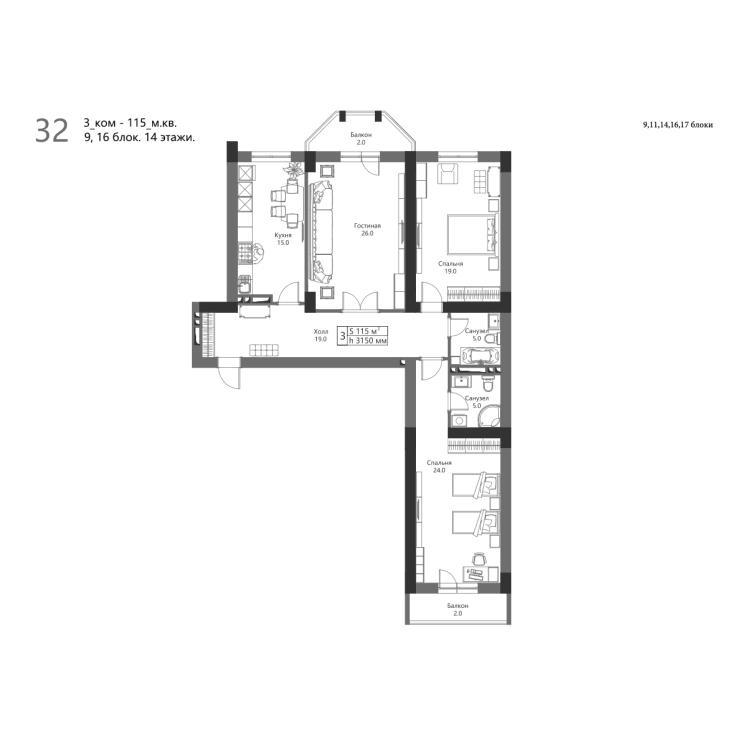 32
3_ком - 115_м.кв.
9, 16 блок. 14 этажи.
9,11,14,16,17 блоки
Балкон
2.0
Кухня
15.0
Гостиная
26.0
Спальня
19.0
Холл
19.0
3
S 115 м²
h 3150 мм
Санузел
5.0
Санузел
5.0
Спальня
24.0
Балкон
2.0